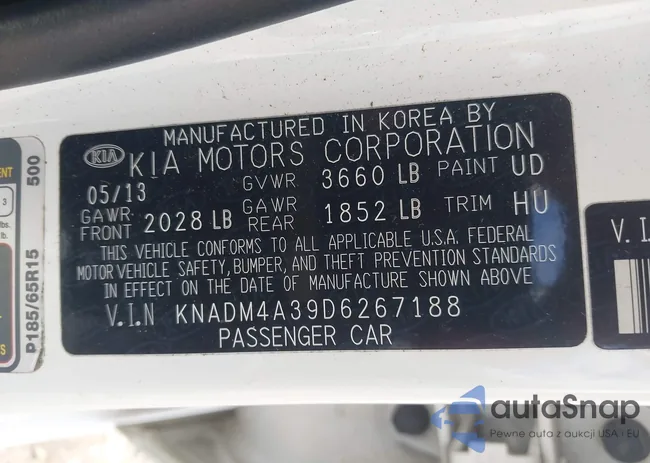 MANUFACTURED IN KOREA BY
KIA KIA MOTORS CORPORATION
05/13 GVWR 3660 LB PAINT UD
GAWR FRONT 2028 LB GAWR REAR 1852 LB TRIM HU
THIS VEHICLE CONFORMS TO ALL APPLICABLE U.S.A. FEDERAL
MOTOR VEHICLE SAFETY, BUMPER, AND THEFT PREVENTION STANDARDS
IN EFFECT ON THE DATE OF MANUFACTURE SHOWN ABOVE
V.I.N KNADM4A39D6267188
PASSENGER CAR
P185/65R15 500
3
V. I.
autoSnap
Pewne auta z aukcji USA i EU